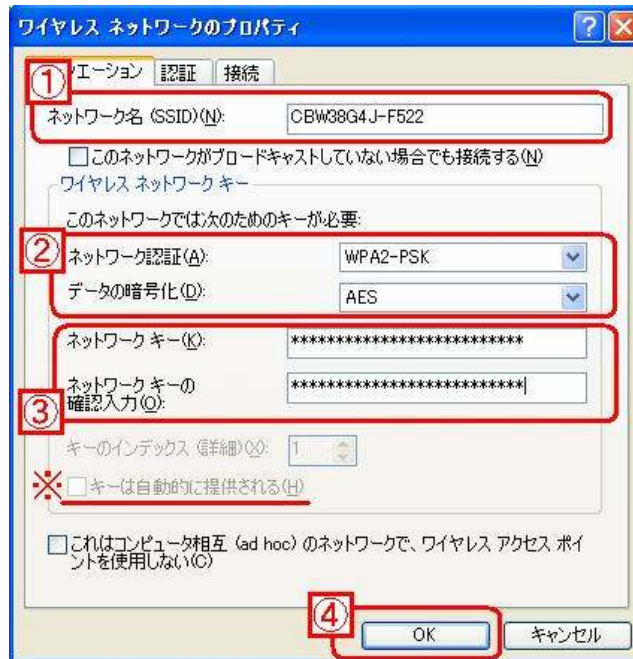 ワイヤレス ネットワークのプロパティ
①
エーション 認証 接続
ネットワーク名 (SSID)(N): CBW38G4J-F522
このネットワークがブロードキャストしていない場合でも接続する(N)
ワイヤレス ネットワーク キー
このネットワークでは次のためのキーが必要:
②
ネットワーク認証(A): WPA2-PSK
データの暗号化(D): AES
ネットワーク キー(K): **************************
③
ネットワーク キーの
確認入力(O): **************************
キーのインデックス (詳細)(X): 1
※
キーは自動的に提供される(H)
これはコンピュータ相互 (ad hoc) のネットワークで、ワイヤレス アクセス ポイ
ントを使用しない(C)
④
OK キャンセル